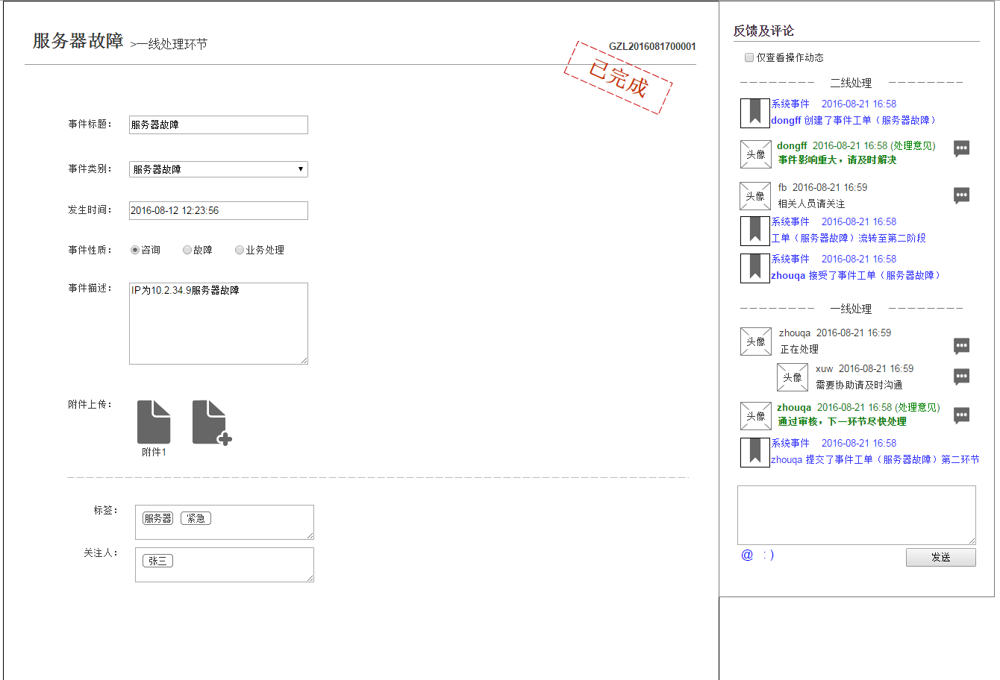 服务器故障 >一线处理环节
GZL2016081700001
已完成
事件标题： 服务器故障
事件类别： 服务器故障
发生时间： 2016-08-12 12:23:56
事件性质： 咨询 故障 业务处理
事件描述： IP为10.2.34.9服务器故障
附件上传：
附件1
标签： 服务器 紧急
关注人： 张三
反馈及评论
仅查看操作动态
二线处理
系统事件 2016-08-21 16:58
dongff 创建了事件工单（服务器故障）
头像
dongff 2016-08-21 16:58 (处理意见)
事件影响重大，请及时解决
头像
fb 2016-08-21 16:59
相关人员请关注
系统事件 2016-08-21 16:58
工单（服务器故障）流转至第二阶段
系统事件 2016-08-21 16:58
zhouqa 接受了事件工单（服务器故障）
一线处理
头像
zhouqa 2016-08-21 16:59
正在处理
头像
xuw 2016-08-21 16:59
需要协助请及时沟通
头像
zhouqa 2016-08-21 16:58 (处理意见)
通过审核，下一环节尽快处理
系统事件 2016-08-21 16:58
zhouqa 提交了事件工单（服务器故障）第二环节
@ : )
发送